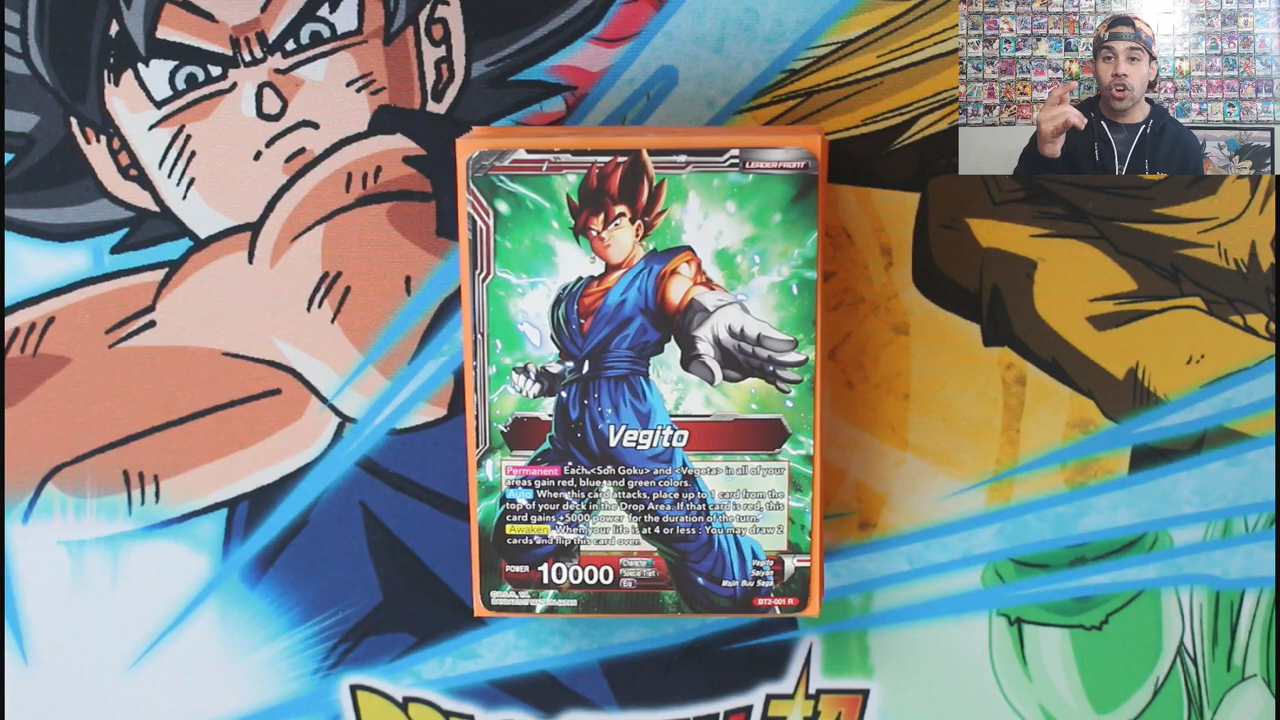 LEADER FRONT
Vegito
Permanent Each <Son Goku> and <Vegeta> in all of your
areas gain red, blue and green colors.
Auto When this card attacks, place up to 1 card from the
top of your deck in the Drop Area. If that card is red, this
card gains +5000 power for the duration of the turn.
Awaken When your life is at 4 or less : You may draw 2
cards and flip this card over.
POWER 10000
Character Vegito
Special Trait Saiyan
Era Majin Buu Saga
BT2-001 R